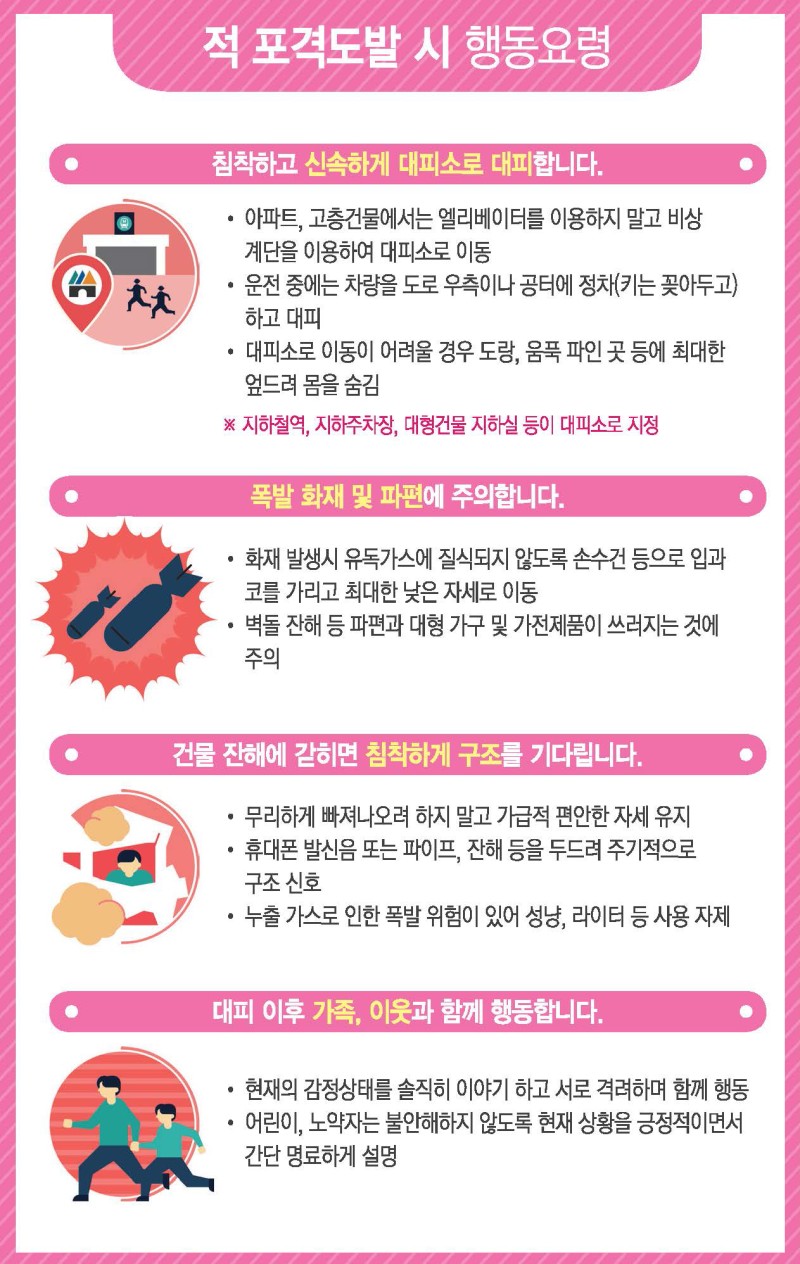 적 포격도발 시 행동요령
침착하고 신속하게 대피소로 대피합니다.
• 아파트, 고층건물에서는 엘리베이터를 이용하지 말고 비상
계단을 이용하여 대피소로 이동
• 운전 중에는 차량을 도로 우측이나 공터에 정차(키는 꽂아두고)
하고 대피
• 대피소로 이동이 어려울 경우 도랑, 움푹 파인 곳 등에 최대한
엎드려 몸을 숨김
※ 지하철역, 지하주차장, 대형건물 지하실 등이 대피소로 지정
폭발 화재 및 파편에 주의합니다.
• 화재 발생시 유독가스에 질식되지 않도록 손수건 등으로 입과
코를 가리고 최대한 낮은 자세로 이동
• 벽돌 잔해 등 파편과 대형 가구 및 가전제품이 쓰러지는 것에
주의
건물 잔해에 갇히면 침착하게 구조를 기다립니다.
• 무리하게 빠져나오려 하지 말고 가급적 편안한 자세 유지
• 휴대폰 발신음 또는 파이프, 잔해 등을 두드려 주기적으로
구조 신호
• 누출 가스로 인한 폭발 위험이 있어 성냥, 라이터 등 사용 자제
대피 이후 가족, 이웃과 함께 행동합니다.
• 현재의 감정상태를 솔직히 이야기 하고 서로 격려하며 함께 행동
• 어린이, 노약자는 불안해하지 않도록 현재 상황을 긍정적이면서
간단 명료하게 설명